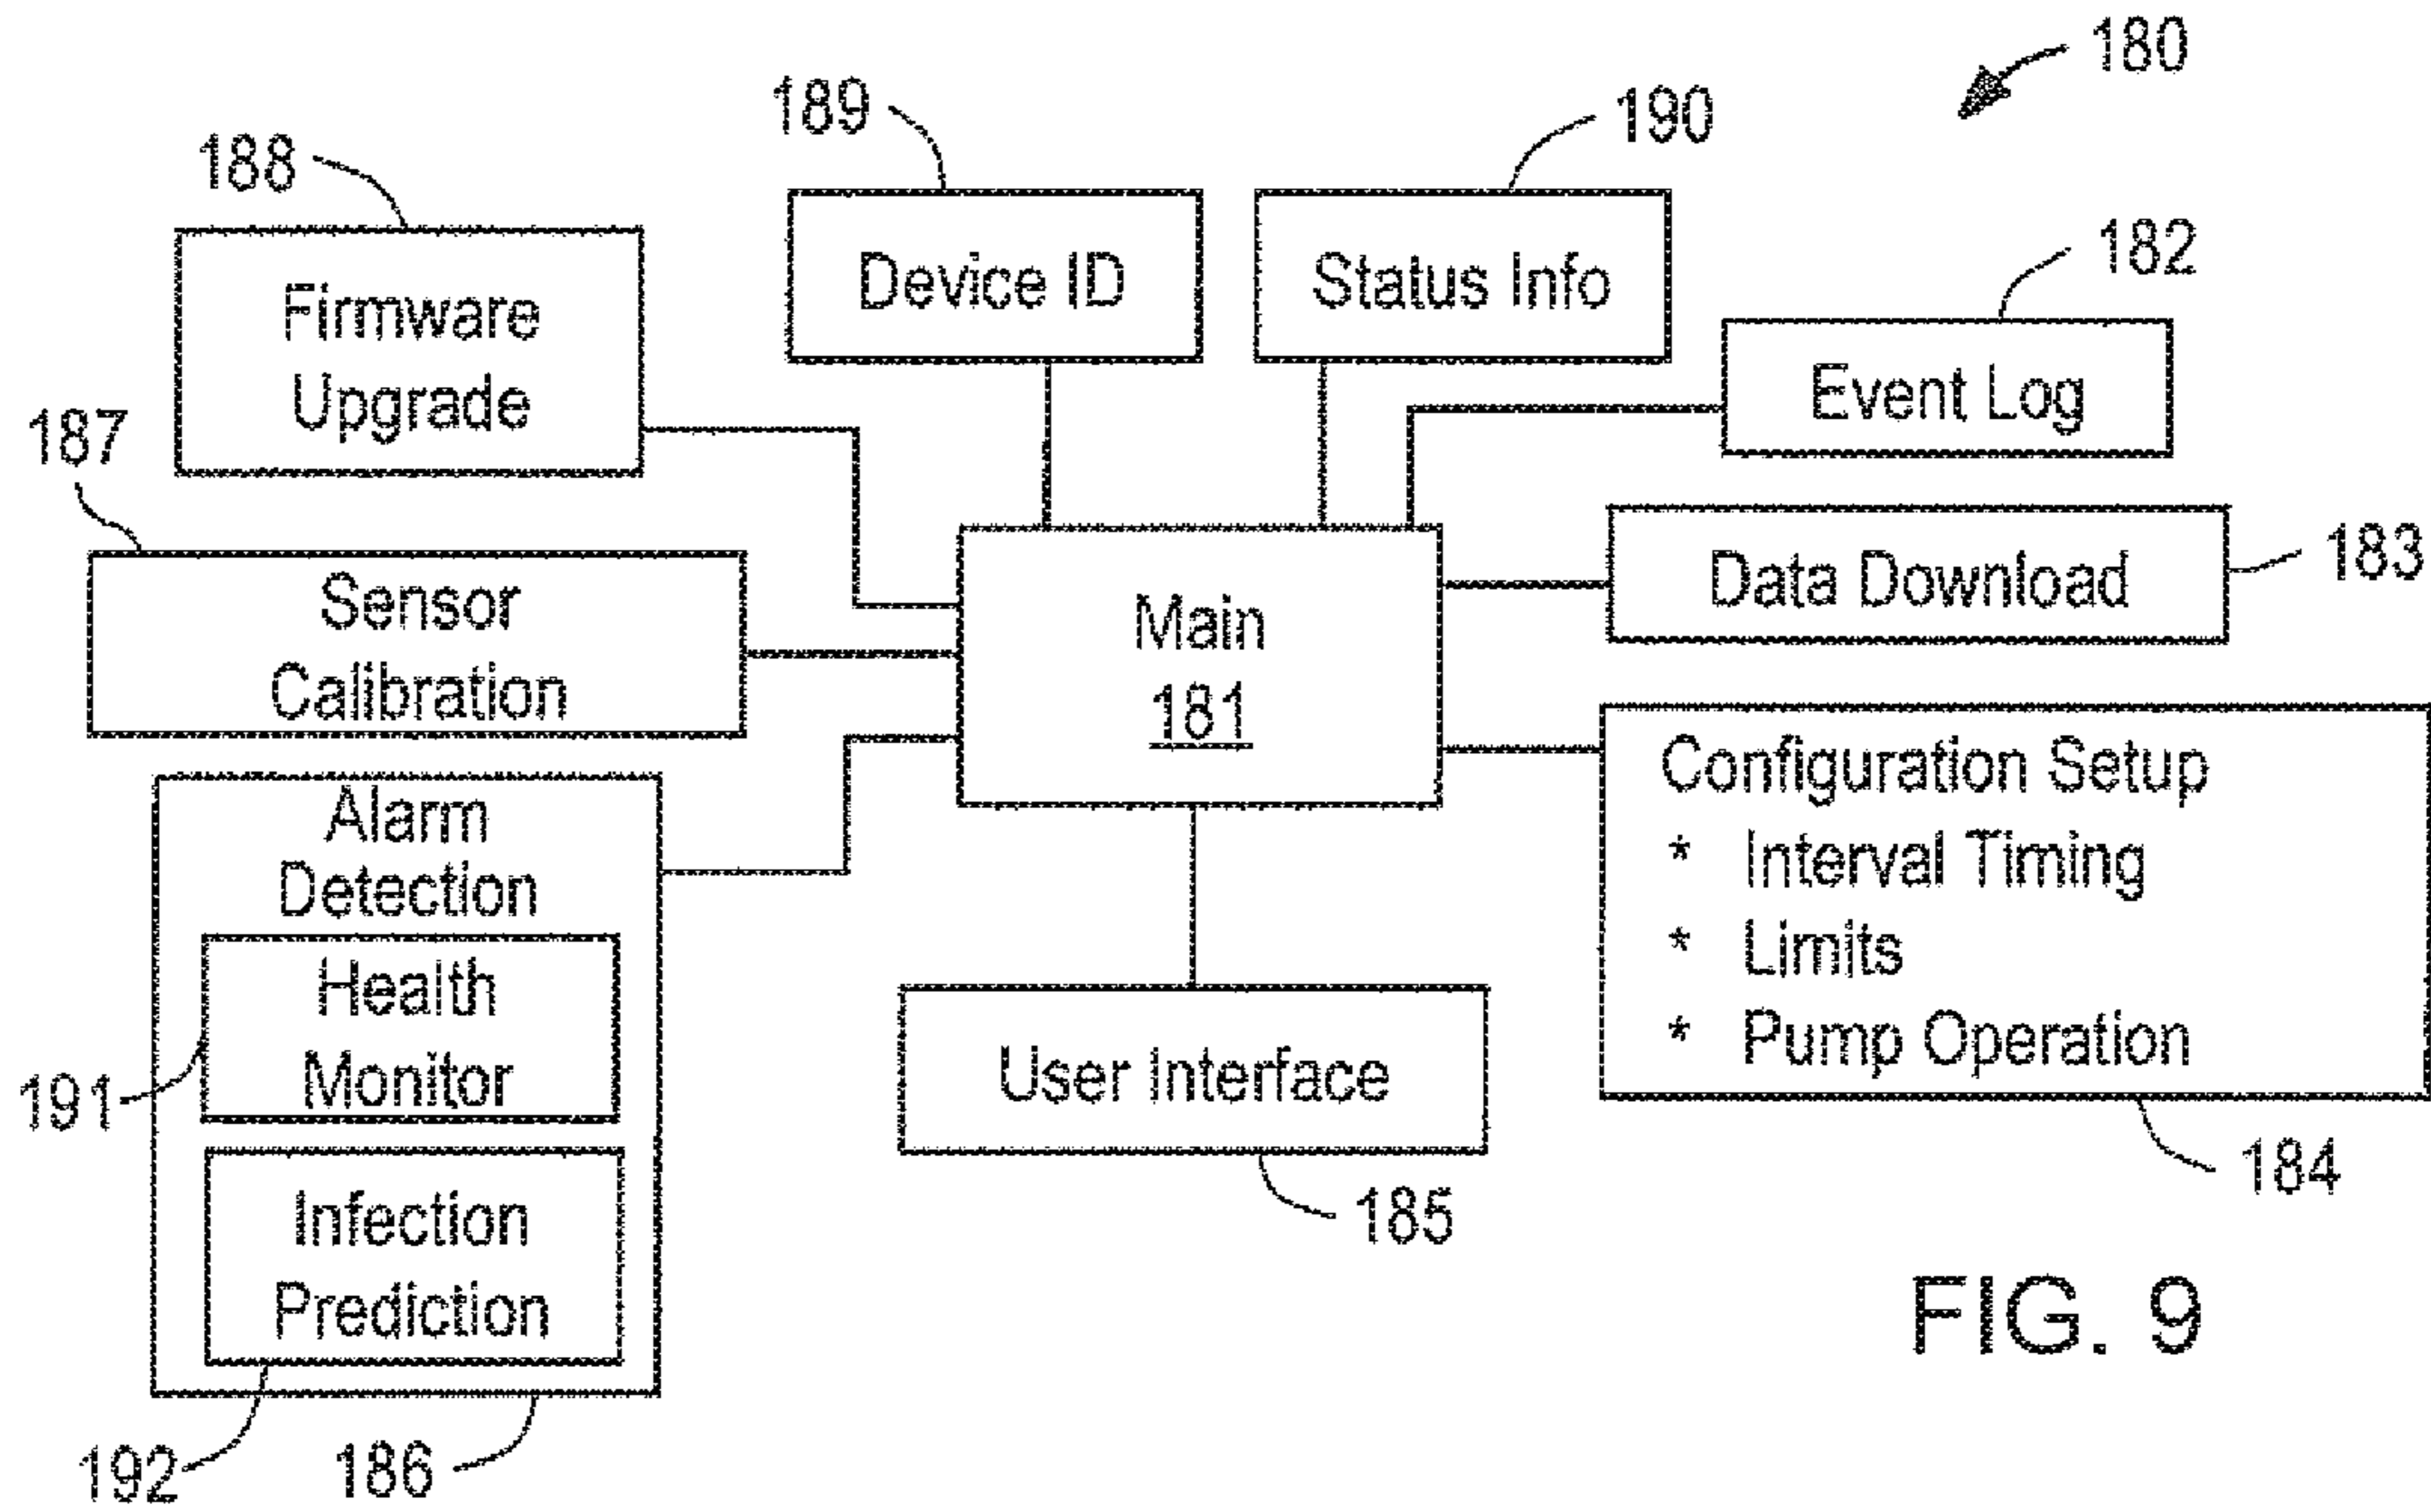 180
189
190
188
182
Device ID
Status Info
Firmware
Upgrade
Event Log
187
183
Data Download
Sensor
Calibration
Main
181
Configuration Setup
* Interval Timing
* Limits
* Pump Operation
Alarm
Detection
Health
Monitor
191
User Interface
184
185
Infection
Prediction
192
186
FIG. 9